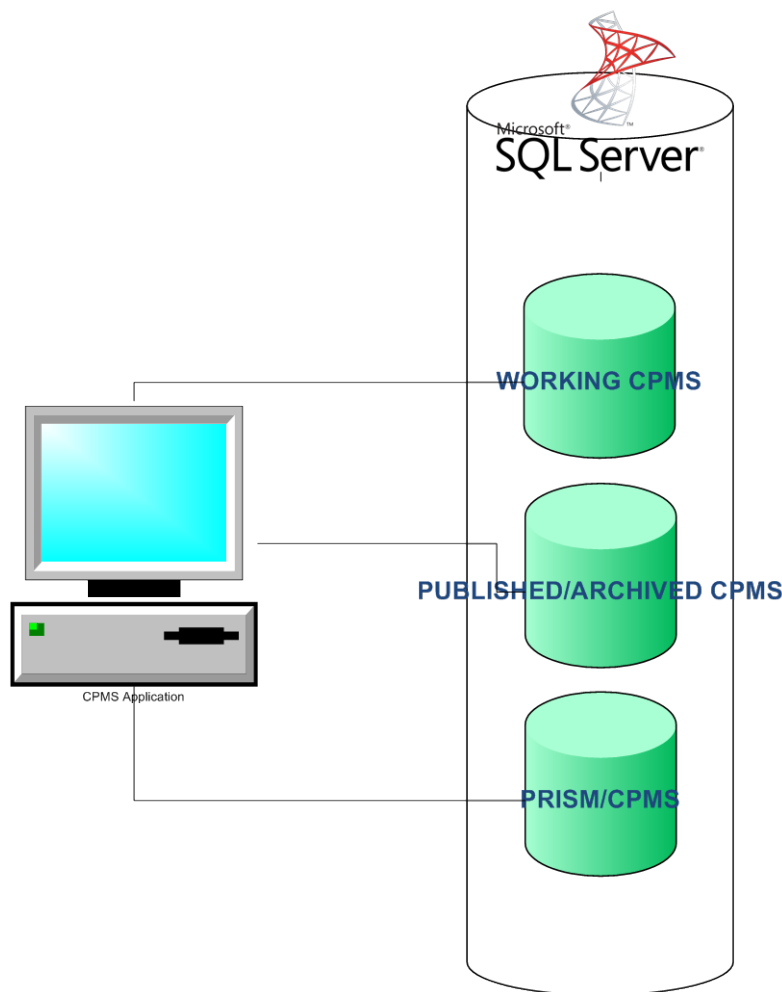 Microsoft®
SQL Server®
WORKING CPMS
PUBLISHED/ARCHIVED CPMS
CPMS Application
PRISM/CPMS